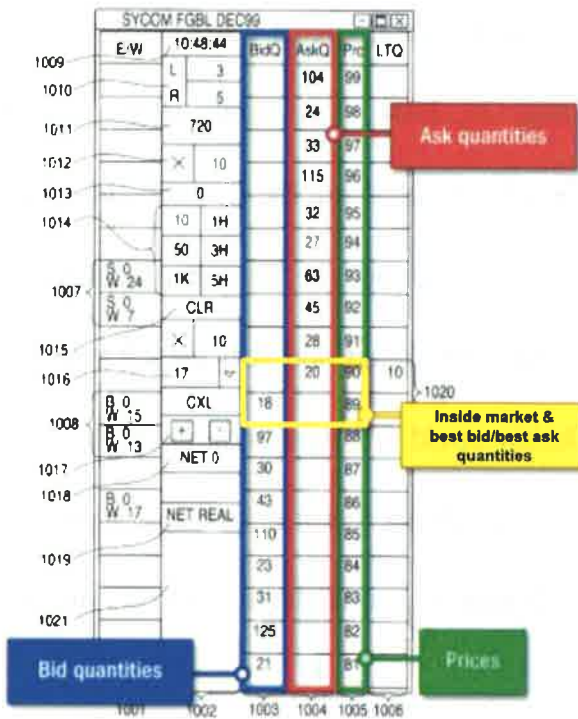 SYCOM FGBL DEC99
E/W 10:48:44 BidQ AskQ Prc LTQ
1009
L 3 104 99
1010
R 5 24 98
1011
720 33 97
Ask quantities
1012
X 10 115 96
1013
0 32 95
1014
10 1H 27 94
S 0
W 24
50 3H
1K 5H 63 93
1007
S 0
W 7
CLR 45 92
1015
X 10 28 91
1016
17 20 90 10
1020
B 0
W 15
CXL 18 89
1008
B 0
W 13
+ - 97 88
Inside market &
best bid/best ask
quantities
1017
NET 0 30 87
1018
B 0
W 17
43 86
NET REAL 110 85
1019
23 84
31 83
1021
125 82
21 81
Bid quantities
Prices
1001 1002 1003 1004 1005 1006